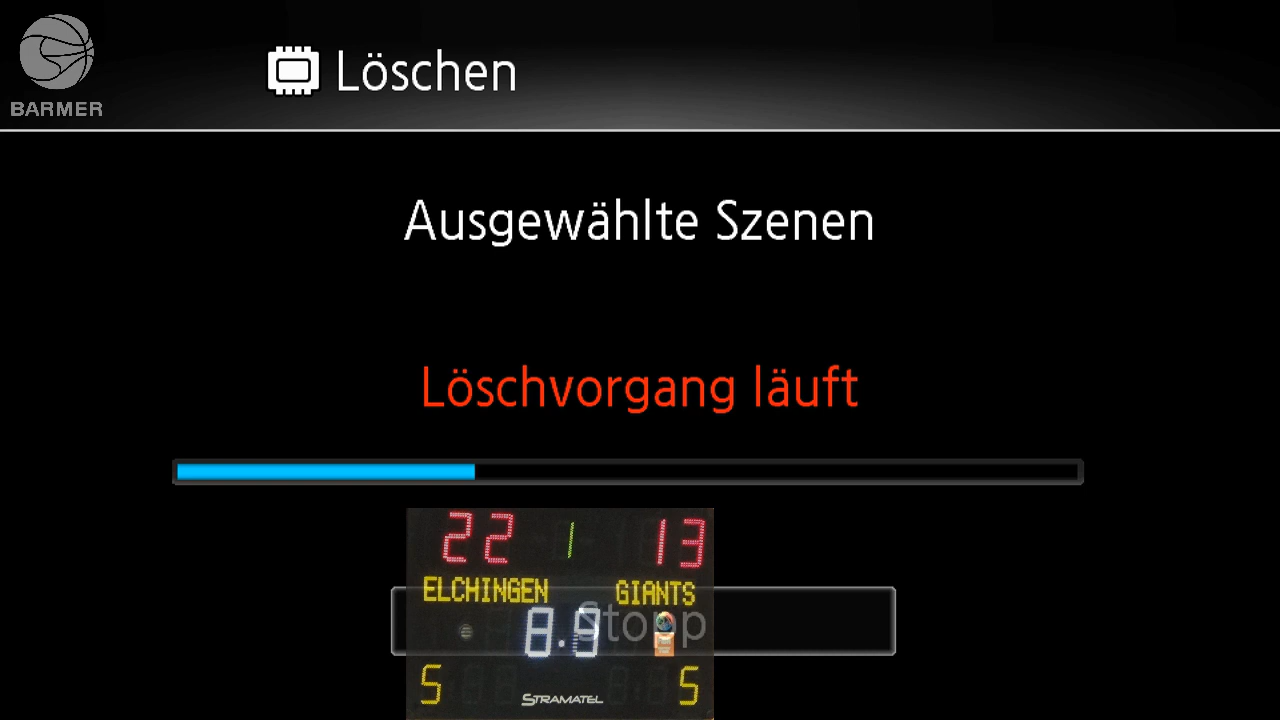 BARMER
Löschen
Ausgewählte Szenen
Löschvorgang läuft
22 1 13
ELCHINGEN GIANTS
8.9
Stopp
5 5
STRAMATEL